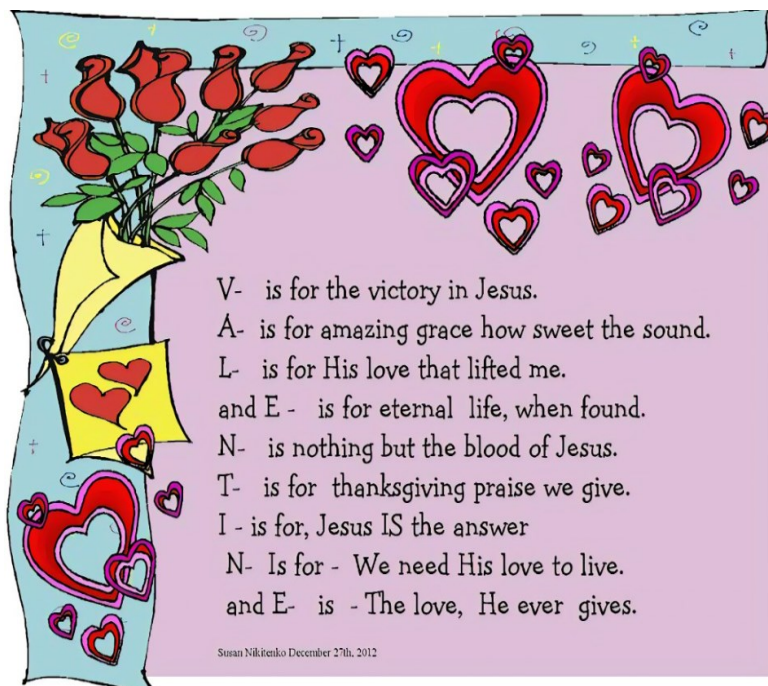 V- is for the victory in Jesus.
A- is for amazing grace how sweet the sound.
L- is for His love that lifted me.
and E - is for eternal life, when found.
N- is nothing but the blood of Jesus.
T- is for thanksgiving praise we give.
I - is for, Jesus IS the answer
N- Is for - We need His love to live.
and E- is - The love, He ever gives.
Susan Nikitenko December 27th, 2012